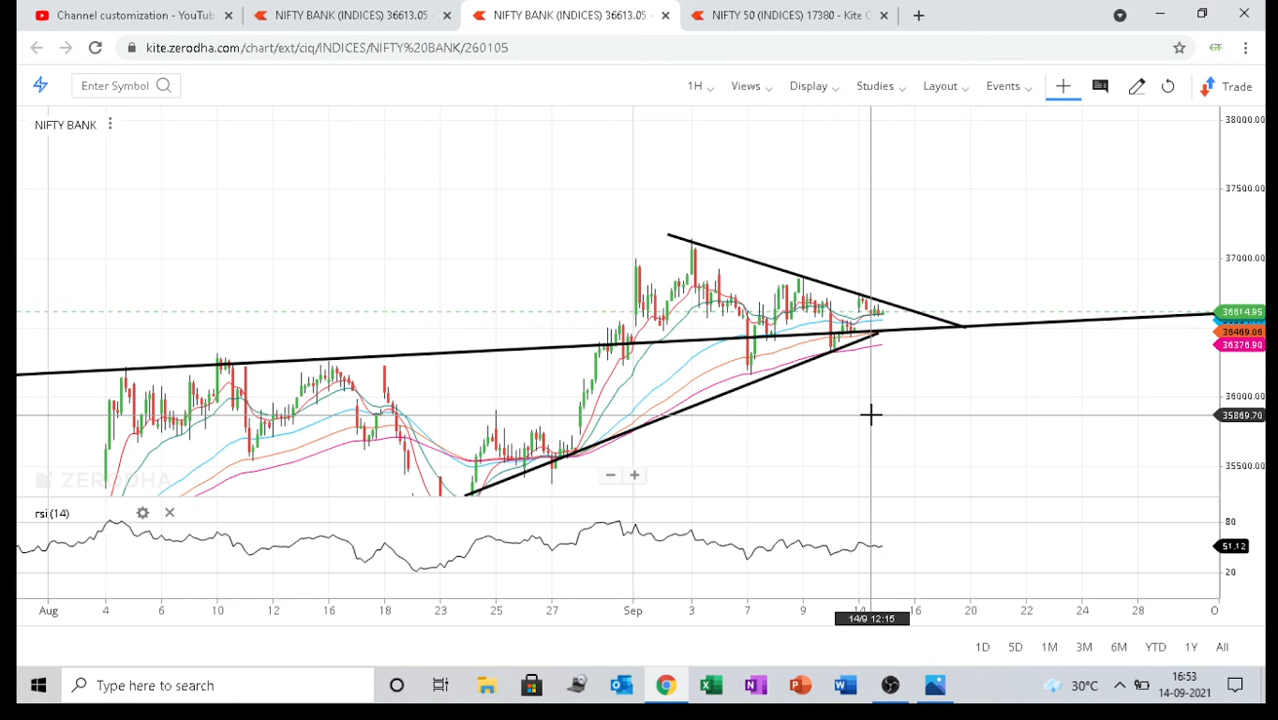 Channel customization - YouTub
NIFTY BANK (INDICES) 36613.05
NIFTY BANK (INDICES) 36613.05
NIFTY 50 (INDICES) 17380 - Kite C
kite.zerodha.com/chart/ext/ciq/INDICES/NIFTY%20BANK/260105
Enter Symbol
1H
Views
Display
Studies
Layout
Events
Trade
NIFTY BANK
38000.00
37500.00
37000.00
36614.95
36469.06
36376.90
36000.00
35869.70
35500.00
ZERODHA
rsi (14)
80
51.12
20
Aug 4 6 10 12 16 18 23 25 27 Sep 3 7 9 14 16 20 22 24 28 O
14/9 12:15
1D 5D 1M 3M 6M YTD 1Y All
Type here to search
30°C
16:53
14-09-2021